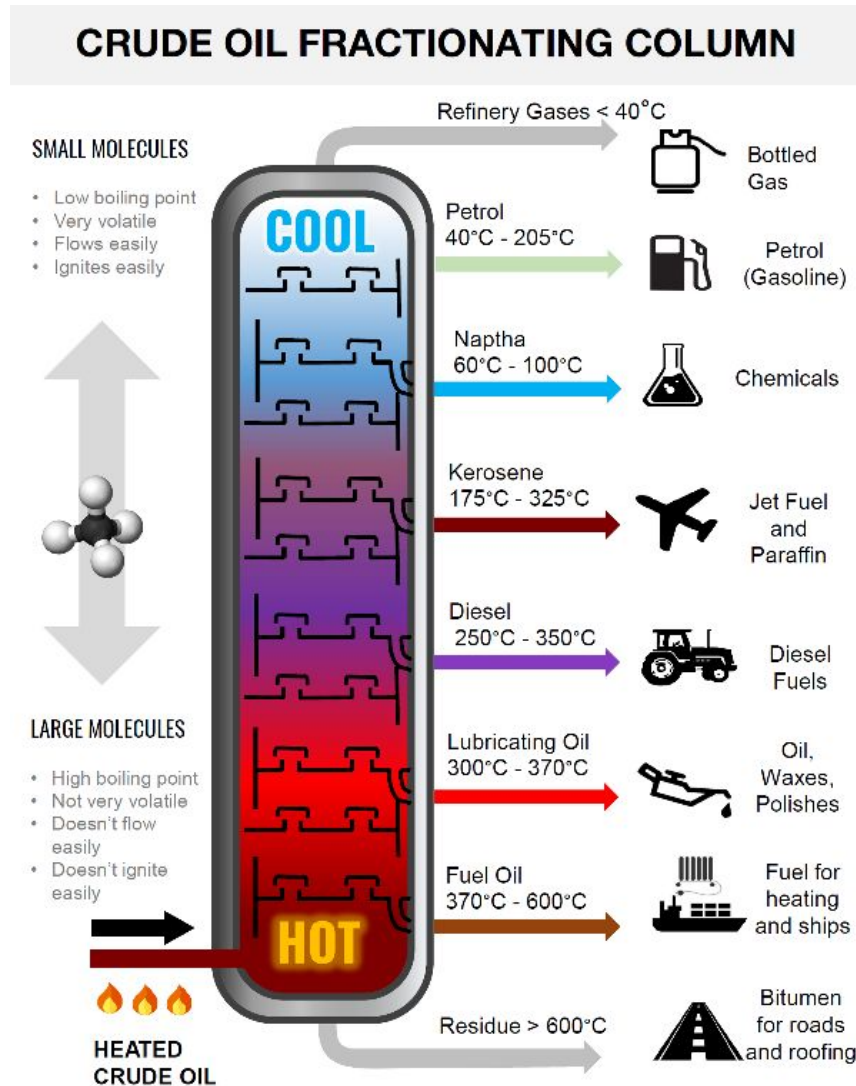 CRUDE OIL FRACTIONATING COLUMN
Refinery Gases < 40°C
Bottled
Gas
SMALL MOLECULES
• Low boiling point
• Very volatile
• Flows easily
• Ignites easily
COOL
Petrol
40°C - 205°C
Petrol
(Gasoline)
Naptha
60°C - 100°C
Chemicals
Kerosene
175°C - 325°C
Jet Fuel
and
Paraffin
Diesel
250°C - 350°C
Diesel
Fuels
LARGE MOLECULES
• High boiling point
• Not very volatile
• Doesn't flow
easily
• Doesn't ignite
easily
Lubricating Oil
300°C - 370°C
Oil,
Waxes,
Polishes
Fuel Oil
370°C - 600°C
Fuel for
heating
and ships
HOT
HEATED
CRUDE OIL
Residue > 600°C
Bitumen
for roads
and roofing